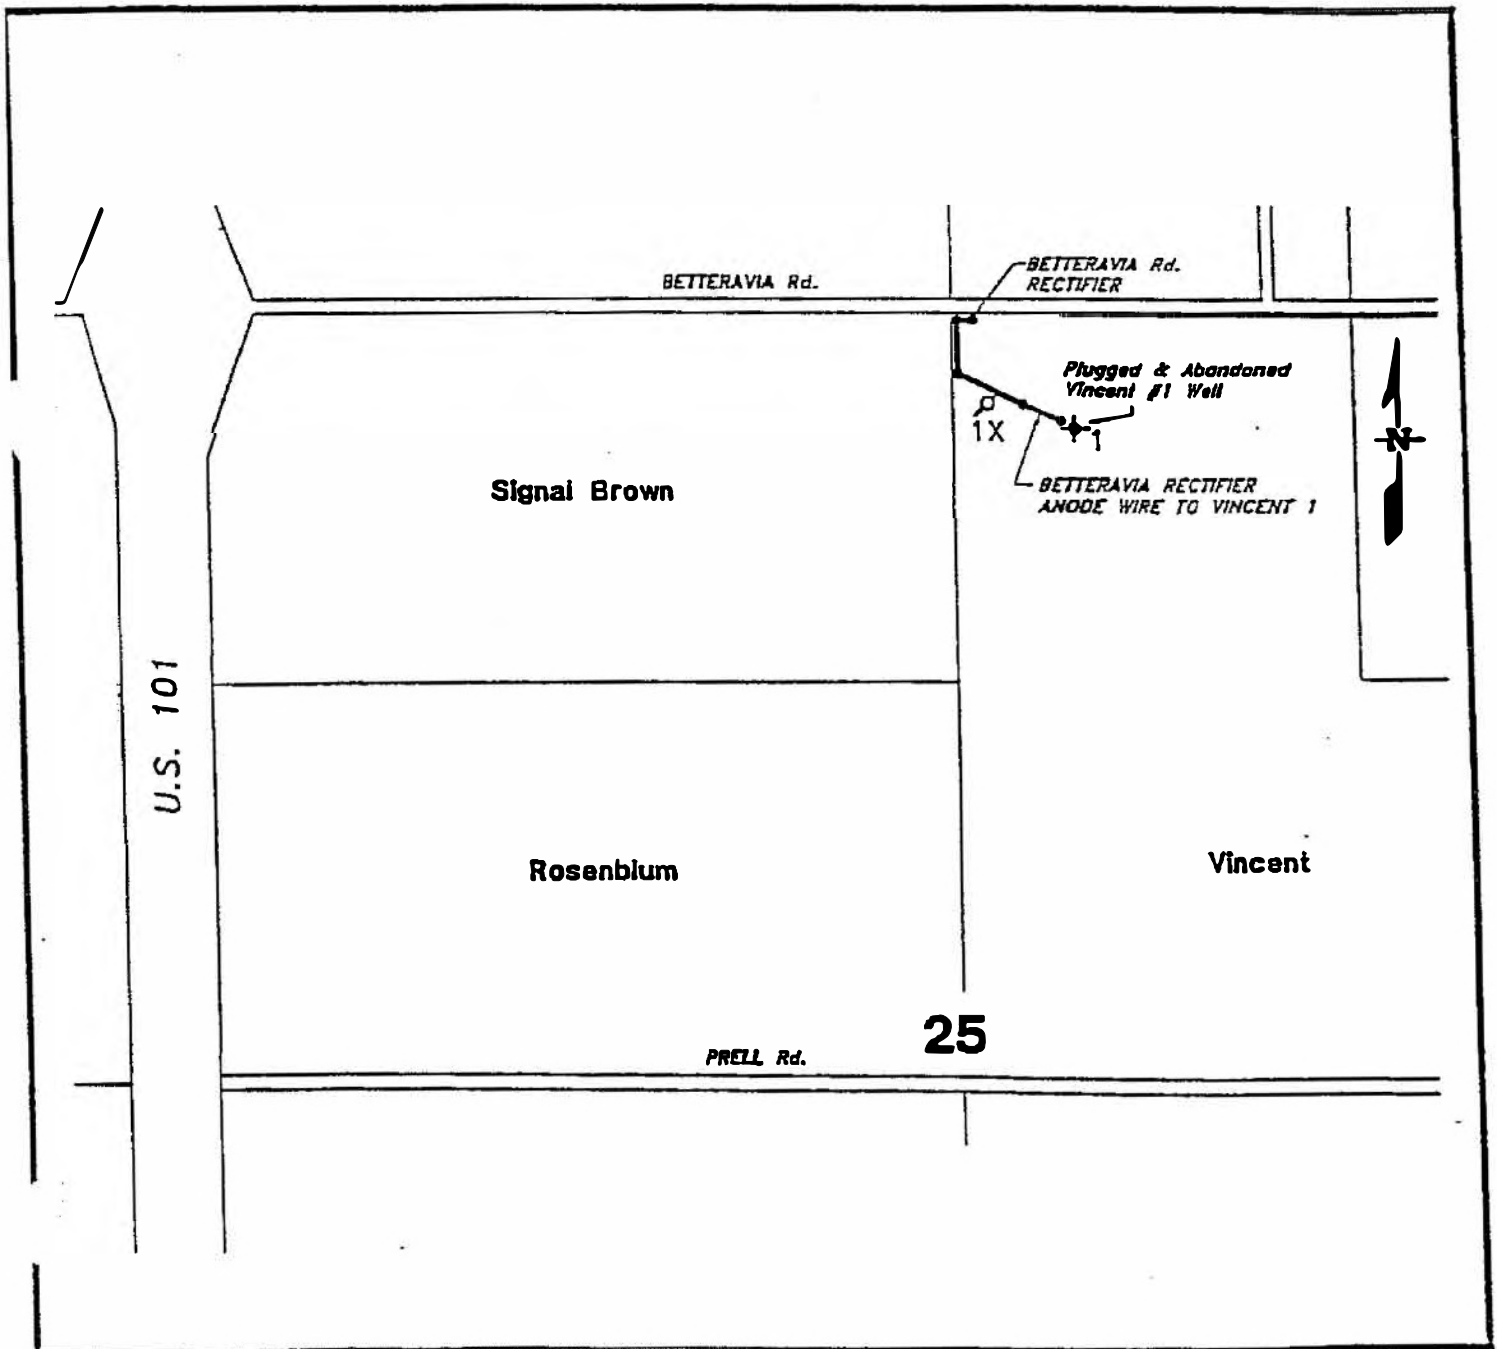 BETTERAVIA Rd.
BETTERAVIA Rd.
RECTIFIER
Plugged & Abandoned
Vincent #1 Well
1X
1
N
BETTERAVIA RECTIFIER
ANODE WIRE TO VINCENT 1
Signal Brown
U.S. 101
Rosenblum
Vincent
25
PRELL Rd.